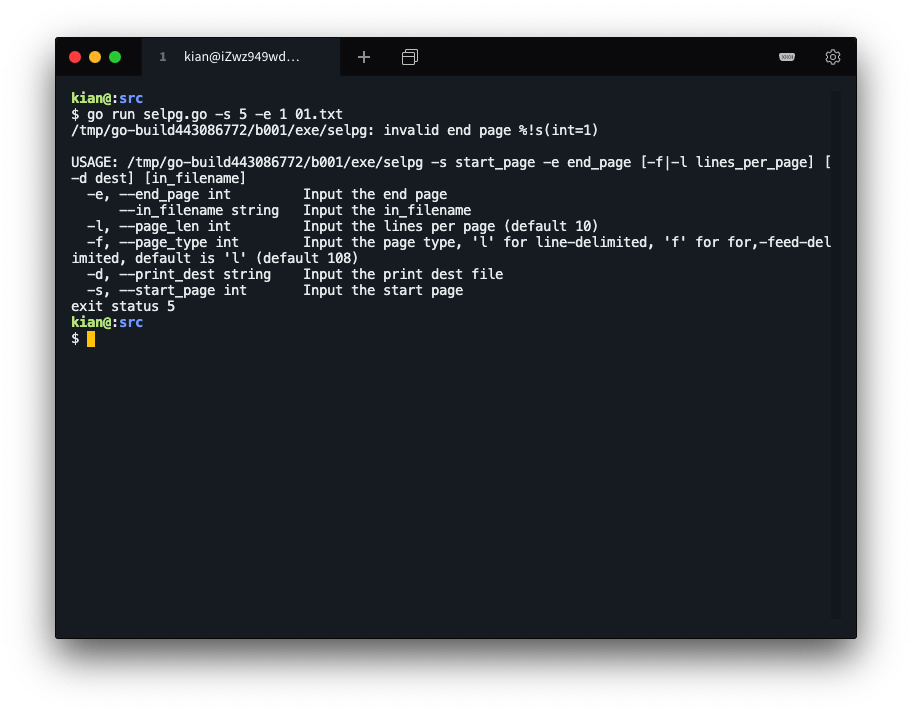 1 kian@iZwz949wd...
kian@:src
$ go run selpg.go -s 5 -e 1 01.txt
/tmp/go-build443086772/b001/exe/selpg: invalid end page %!s(int=1)
USAGE: /tmp/go-build443086772/b001/exe/selpg -s start_page -e end_page [-f|-l lines_per_page] [
-d dest] [in_filename]
  -e, --end_page int         Input the end page
      --in_filename string   Input the in_filename
  -l, --page_len int         Input the lines per page (default 10)
  -f, --page_type int        Input the page type, 'l' for line-delimited, 'f' for for,-feed-del
imited, default is 'l' (default 108)
  -d, --print_dest string    Input the print dest file
  -s, --start_page int       Input the start page
exit status 5
kian@:src
$